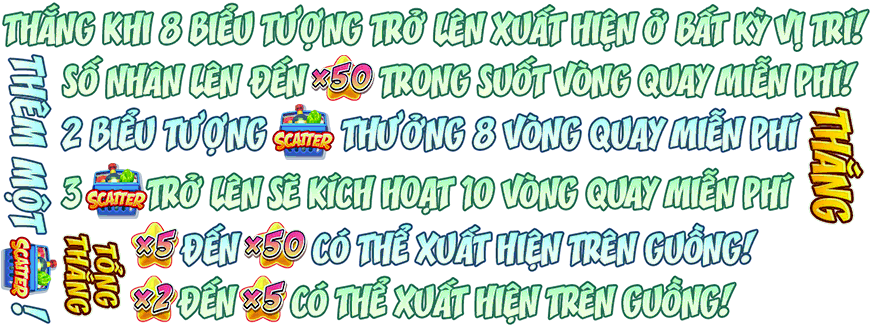 THẮNG KHI 8 BIỂU TƯỢNG TRỞ LÊN XUẤT HIỆN Ở BẤT KỲ VỊ TRÍ!
SỐ NHÂN LÊN ĐẾN ×50 TRONG SUỐT VÒNG QUAY MIỄN PHÍ!
2 BIỂU TƯỢNG SCATTER THƯỞNG 8 VÒNG QUAY MIỄN PHÍ
3 SCATTER TRỞ LÊN SẼ KÍCH HOẠT 10 VÒNG QUAY MIỄN PHÍ
×5 ĐẾN ×50 CÓ THỂ XUẤT HIỆN TRÊN GUỒNG!
×2 ĐẾN ×5 CÓ THỂ XUẤT HIỆN TRÊN GUỒNG!
THÊM MỘT SCATTER!
TỔNG
THẮNG
THẮNG